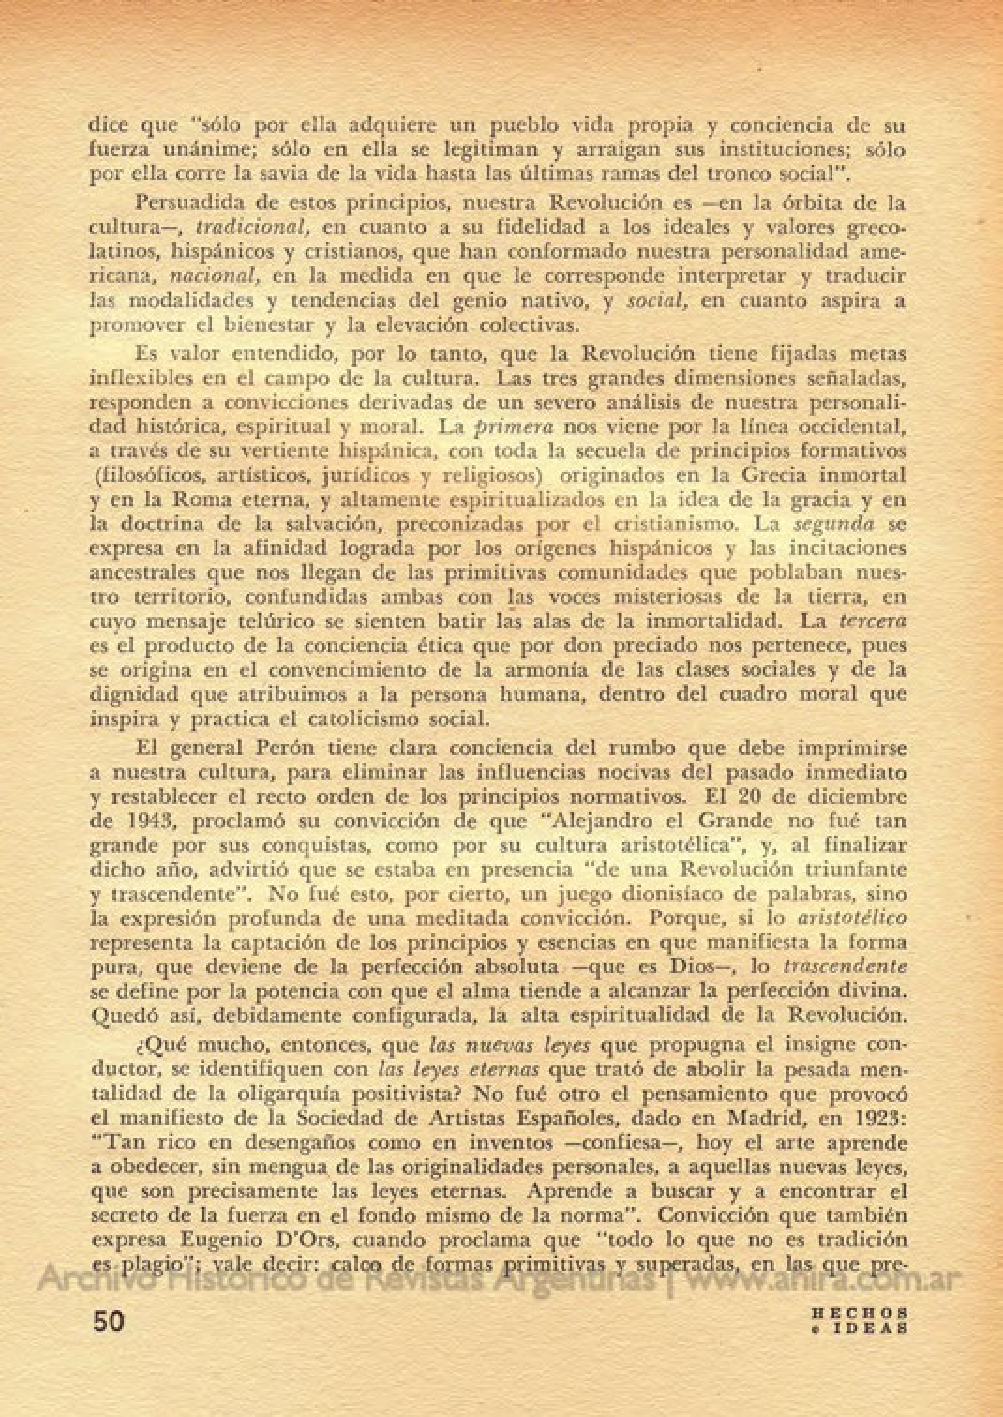 dice que "sólo por ella adquiere un pueblo vida propia y conciencia de su
fuerza unánime; sólo en ella se legitiman y arraigan sus instituciones; sólo
por ella corre la savia de la vida hasta las últimas ramas del tronco social".
Persuadida de estos principios, nuestra Revolución es —en la órbita de la
cultura—, tradicional, en cuanto a su fidelidad a los ideales y valores greco-
latinos, hispánicos y cristianos, que han conformado nuestra personalidad ame-
ricana, nacional, en la medida en que le corresponde interpretar y traducir
las modalidades y tendencias del genio nativo, y social, en cuanto aspira a
promover el bienestar y la elevación colectivas.
Es valor entendido, por lo tanto, que la Revolución tiene fijadas metas
inflexibles en el campo de la cultura. Las tres grandes dimensiones señaladas,
responden a convicciones derivadas de un severo análisis de nuestra personali-
dad histórica, espiritual y moral. La primera nos viene por la línea occidental,
a través de su vertiente hispánica, con toda la secuela de principios formativos
(filosóficos, artísticos, jurídicos y religiosos) originados en la Grecia inmortal
y en la Roma eterna, y altamente espiritualizados en la idea de la gracia y en
la doctrina de la salvación, preconizadas por el cristianismo. La segunda se
expresa en la afinidad lograda por los orígenes hispánicos y las incitaciones
ancestrales que nos llegan de las primitivas comunidades que poblaban nues-
tro territorio, confundidas ambas con las voces misteriosas de la tierra, en
cuyo mensaje telúrico se sienten batir las alas de la inmortalidad. La tercera
es el producto de la conciencia ética que por don preciado nos pertenece, pues
se origina en el convencimiento de la armonía de las clases sociales y de la
dignidad que atribuimos a la persona humana, dentro del cuadro moral que
inspira y practica el catolicismo social.
El general Perón tiene clara conciencia del rumbo que debe imprimirse
a nuestra cultura, para eliminar las influencias nocivas del pasado inmediato
y restablecer el recto orden de los principios normativos. El 20 de diciembre
de 1943, proclamó su convicción de que "Alejandro el Grande no fué tan
grande por sus conquistas, como por su cultura aristotélica", y, al finalizar
dicho año, advirtió que se estaba en presencia "de una Revolución triunfante
y trascendente". No fué esto, por cierto, un juego dionisíaco de palabras, sino
la expresión profunda de una meditada convicción. Porque, si lo aristotélico
representa la captación de los principios y esencias en que manifiesta la forma
pura, que deviene de la perfección absoluta —que es Dios—, lo trascendente
se define por la potencia con que el alma tiende a alcanzar la perfección divina.
Quedó así, debidamente configurada, la alta espiritualidad de la Revolución.
¿Qué mucho, entonces, que las nuevas leyes que propugna el insigne con-
ductor, se identifiquen con las leyes eternas que trató de abolir la pesada men-
talidad de la oligarquía positivista? No fué otro el pensamiento que provocó
el manifiesto de la Sociedad de Artistas Españoles, dado en Madrid, en 1923:
"Tan rico en desengaños como en inventos —confiesa—, hoy el arte aprende
a obedecer, sin mengua de las originalidades personales, a aquellas nuevas leyes,
que son precisamente las leyes eternas. Aprende a buscar y a encontrar el
secreto de la fuerza en el fondo mismo de la norma". Convicción que también
expresa Eugenio D'Ors, cuando proclama que "todo lo que no es tradición
es plagio"; vale decir: calco de formas primitivas y superadas, en las que pre-
Archivo Histórico de Revistas Argentinas | www.ahira.com.ar
50
HECHOS
e IDEAS